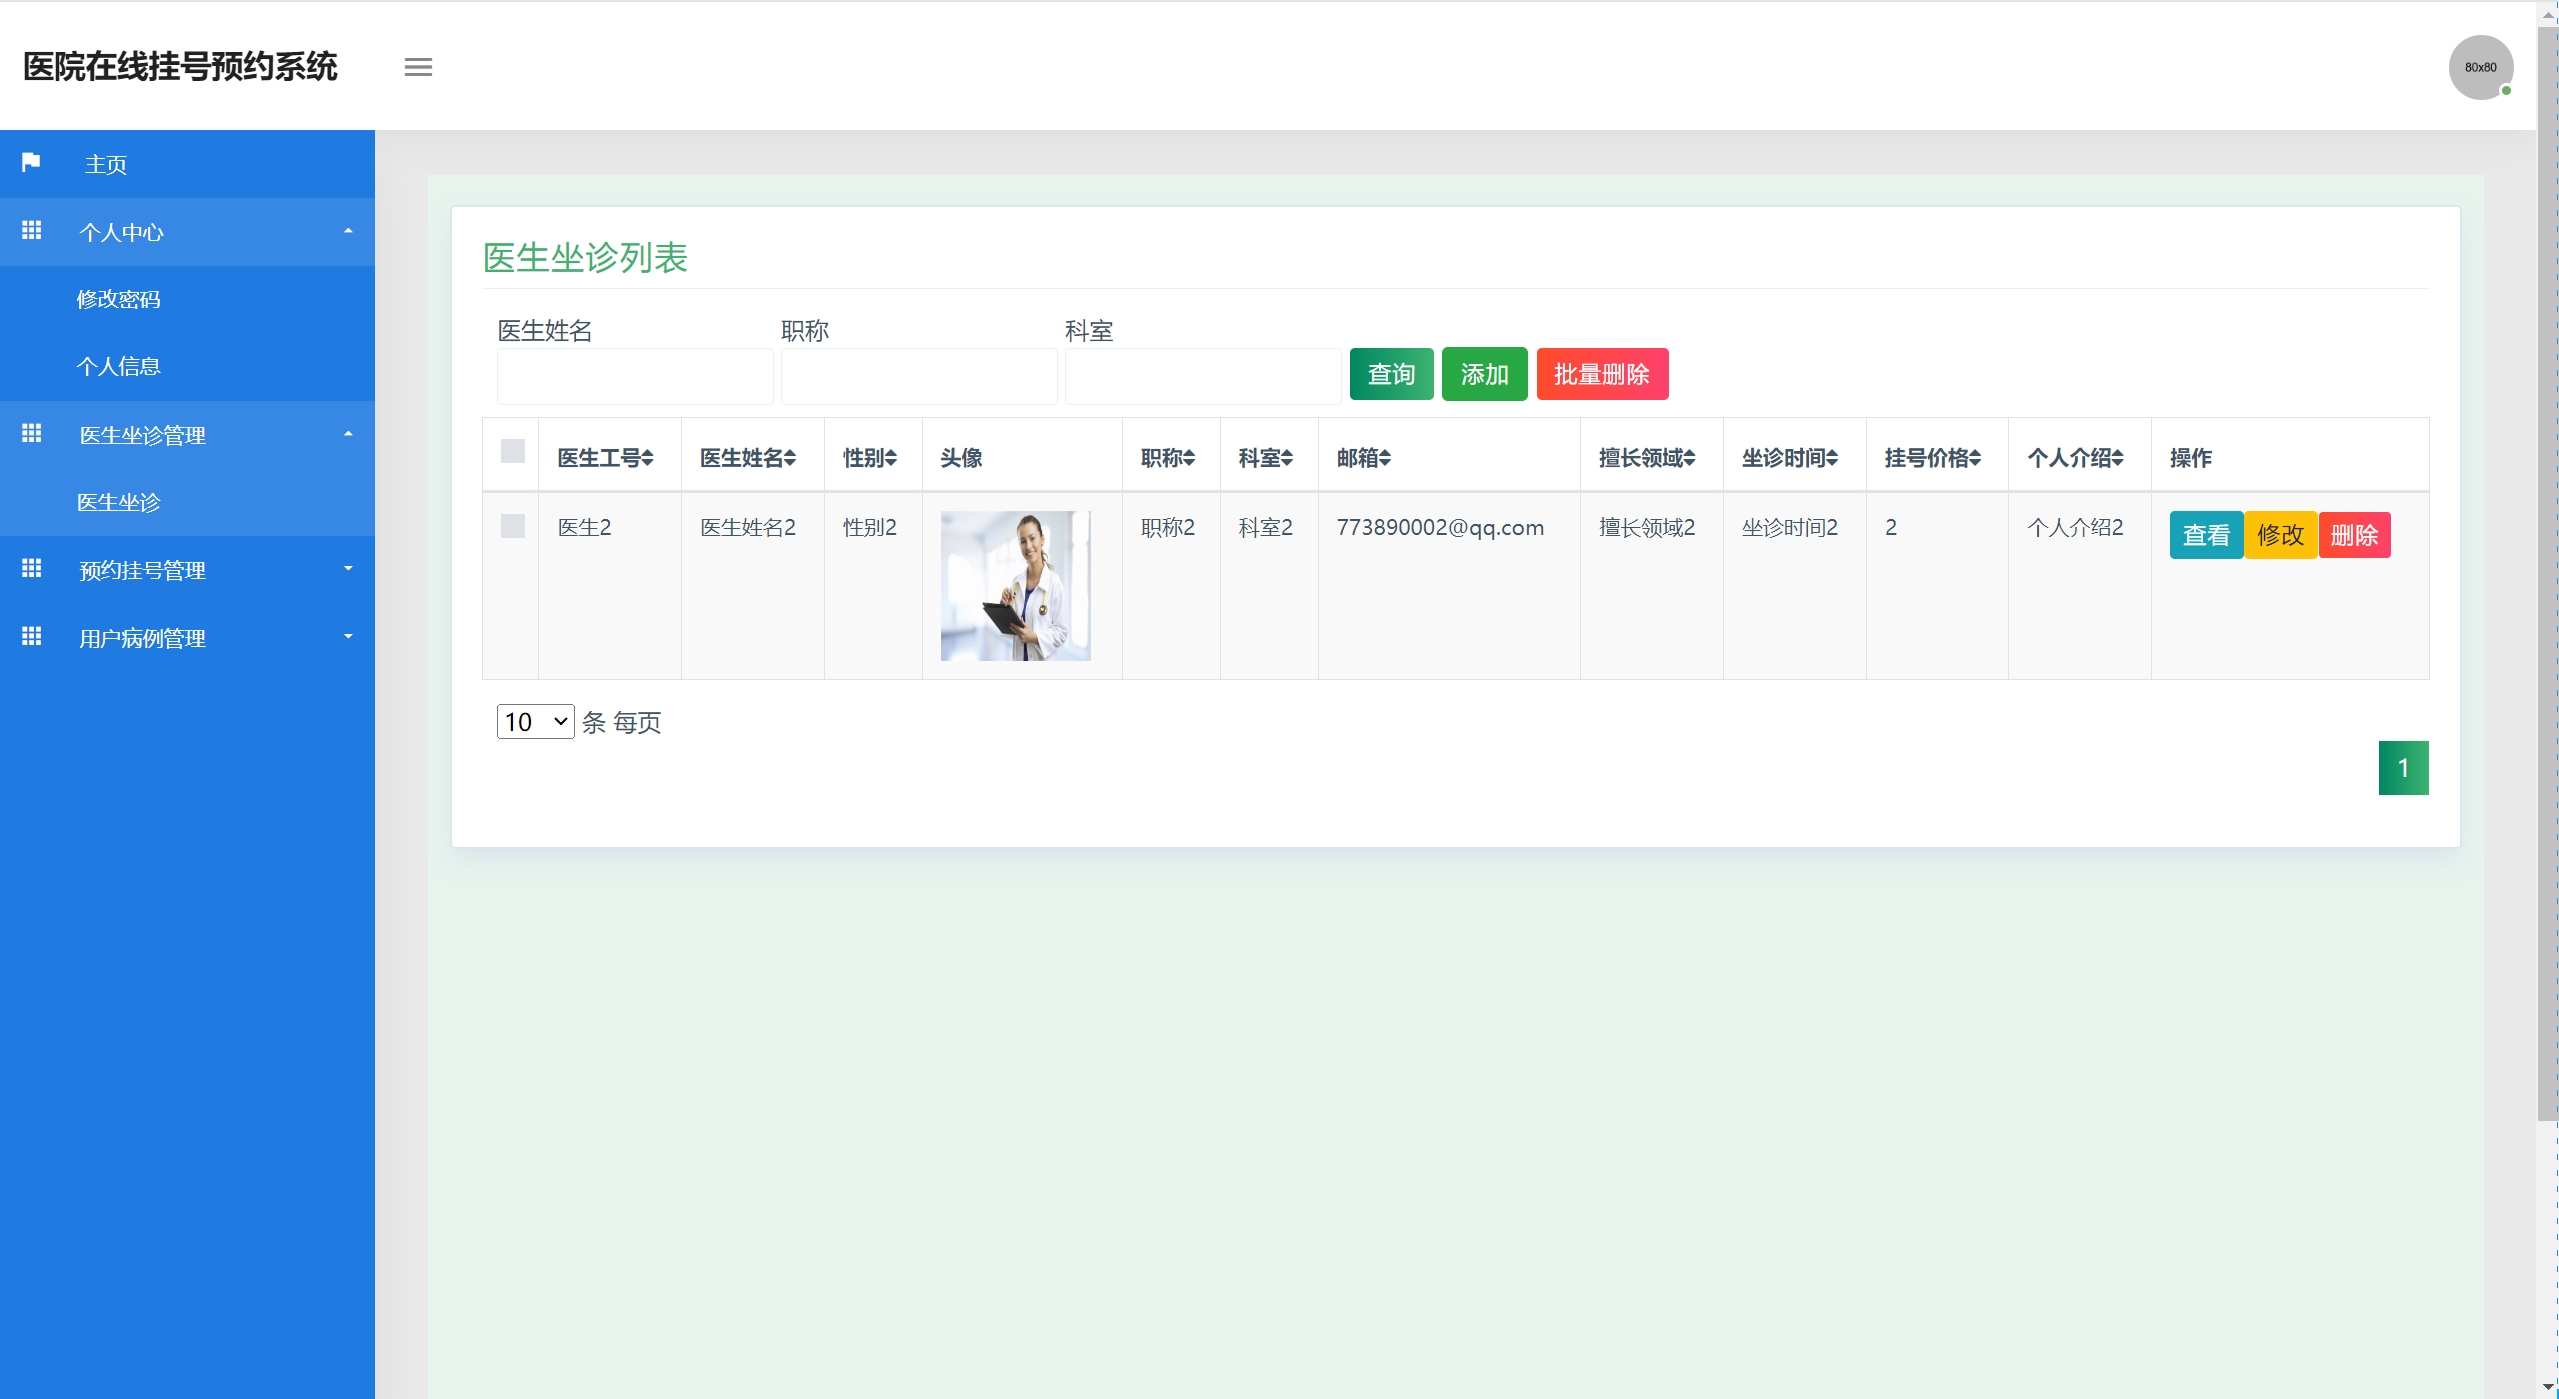 医院在线挂号预约系统
80x80
主页
个人中心
修改密码
个人信息
医生坐诊管理
医生坐诊
预约挂号管理
用户病例管理
医生坐诊列表
医生姓名 职称 科室
查询 添加 批量删除
医生工号 医生姓名 性别 头像 职称 科室 邮箱 擅长领域 坐诊时间 挂号价格 个人介绍 操作
医生2 医生姓名2 性别2 职称2 科室2 773890002@qq.com 擅长领域2 坐诊时间2 2 个人介绍2 查看 修改 删除
10 条 每页
1